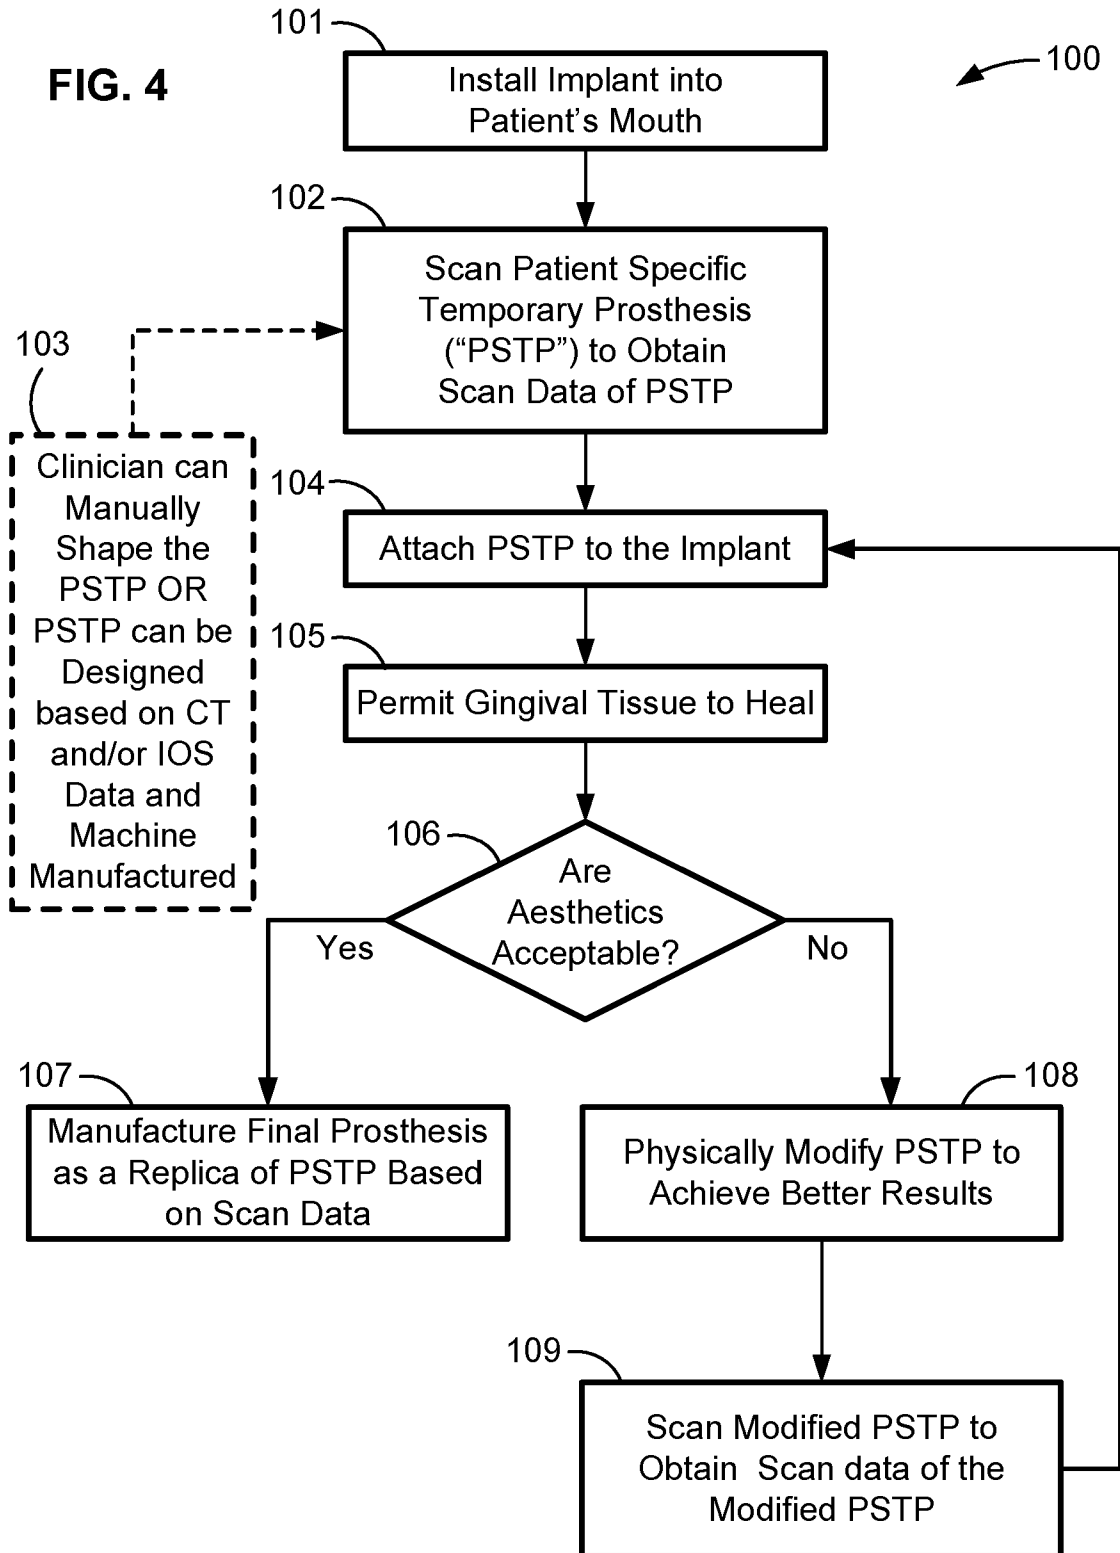 FIG. 4
100
101
Install Implant into
Patient’s Mouth
102
Scan Patient Specific
Temporary Prosthesis
(“PSTP”) to Obtain
Scan Data of PSTP
103
Clinician can
Manually
Shape the
PSTP OR
PSTP can be
Designed
based on CT
and/or IOS
Data and
Machine
Manufactured
104
Attach PSTP to the Implant
105
Permit Gingival Tissue to Heal
106
Are
Aesthetics
Acceptable?
Yes
No
107
Manufacture Final Prosthesis
as a Replica of PSTP Based
on Scan Data
108
Physically Modify PSTP to
Achieve Better Results
109
Scan Modified PSTP to
Obtain  Scan data of the
Modified PSTP